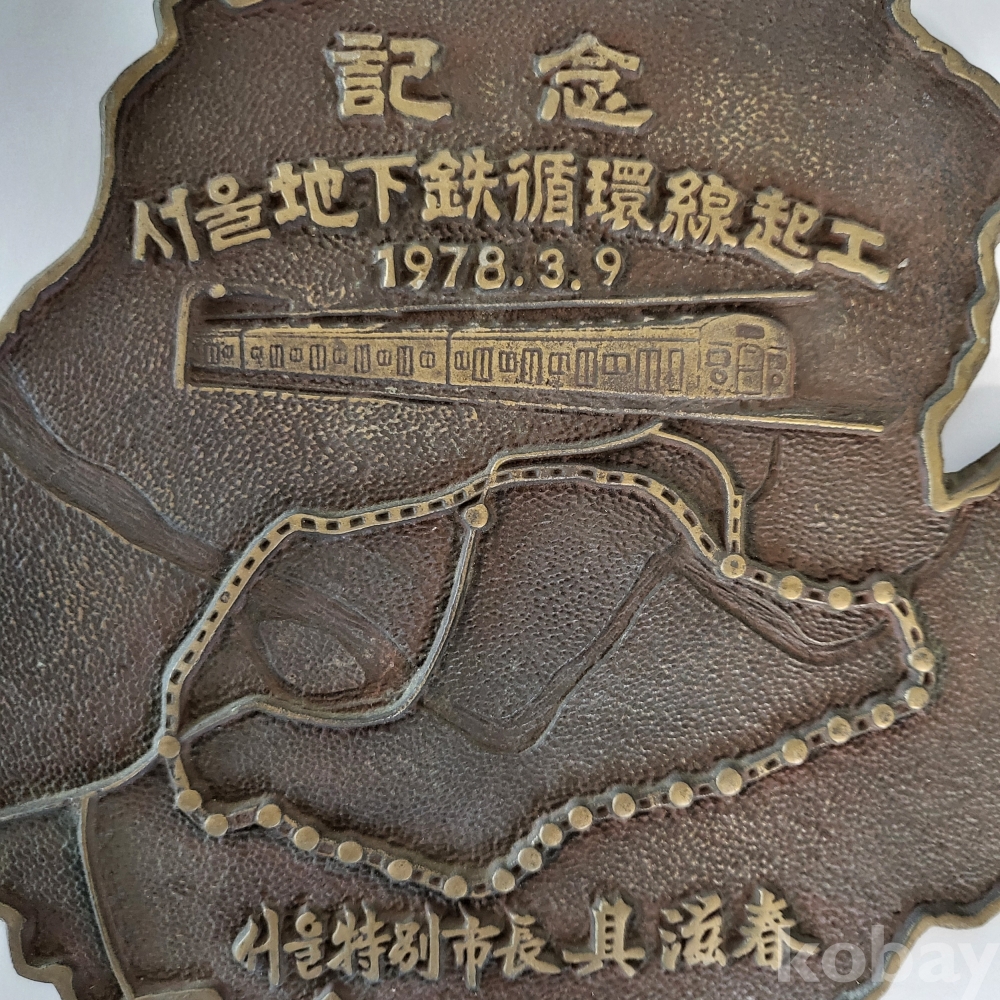 記念
서울地下鉄循環線起工
1978.3.9
서울特別市長 具滋春
kobay